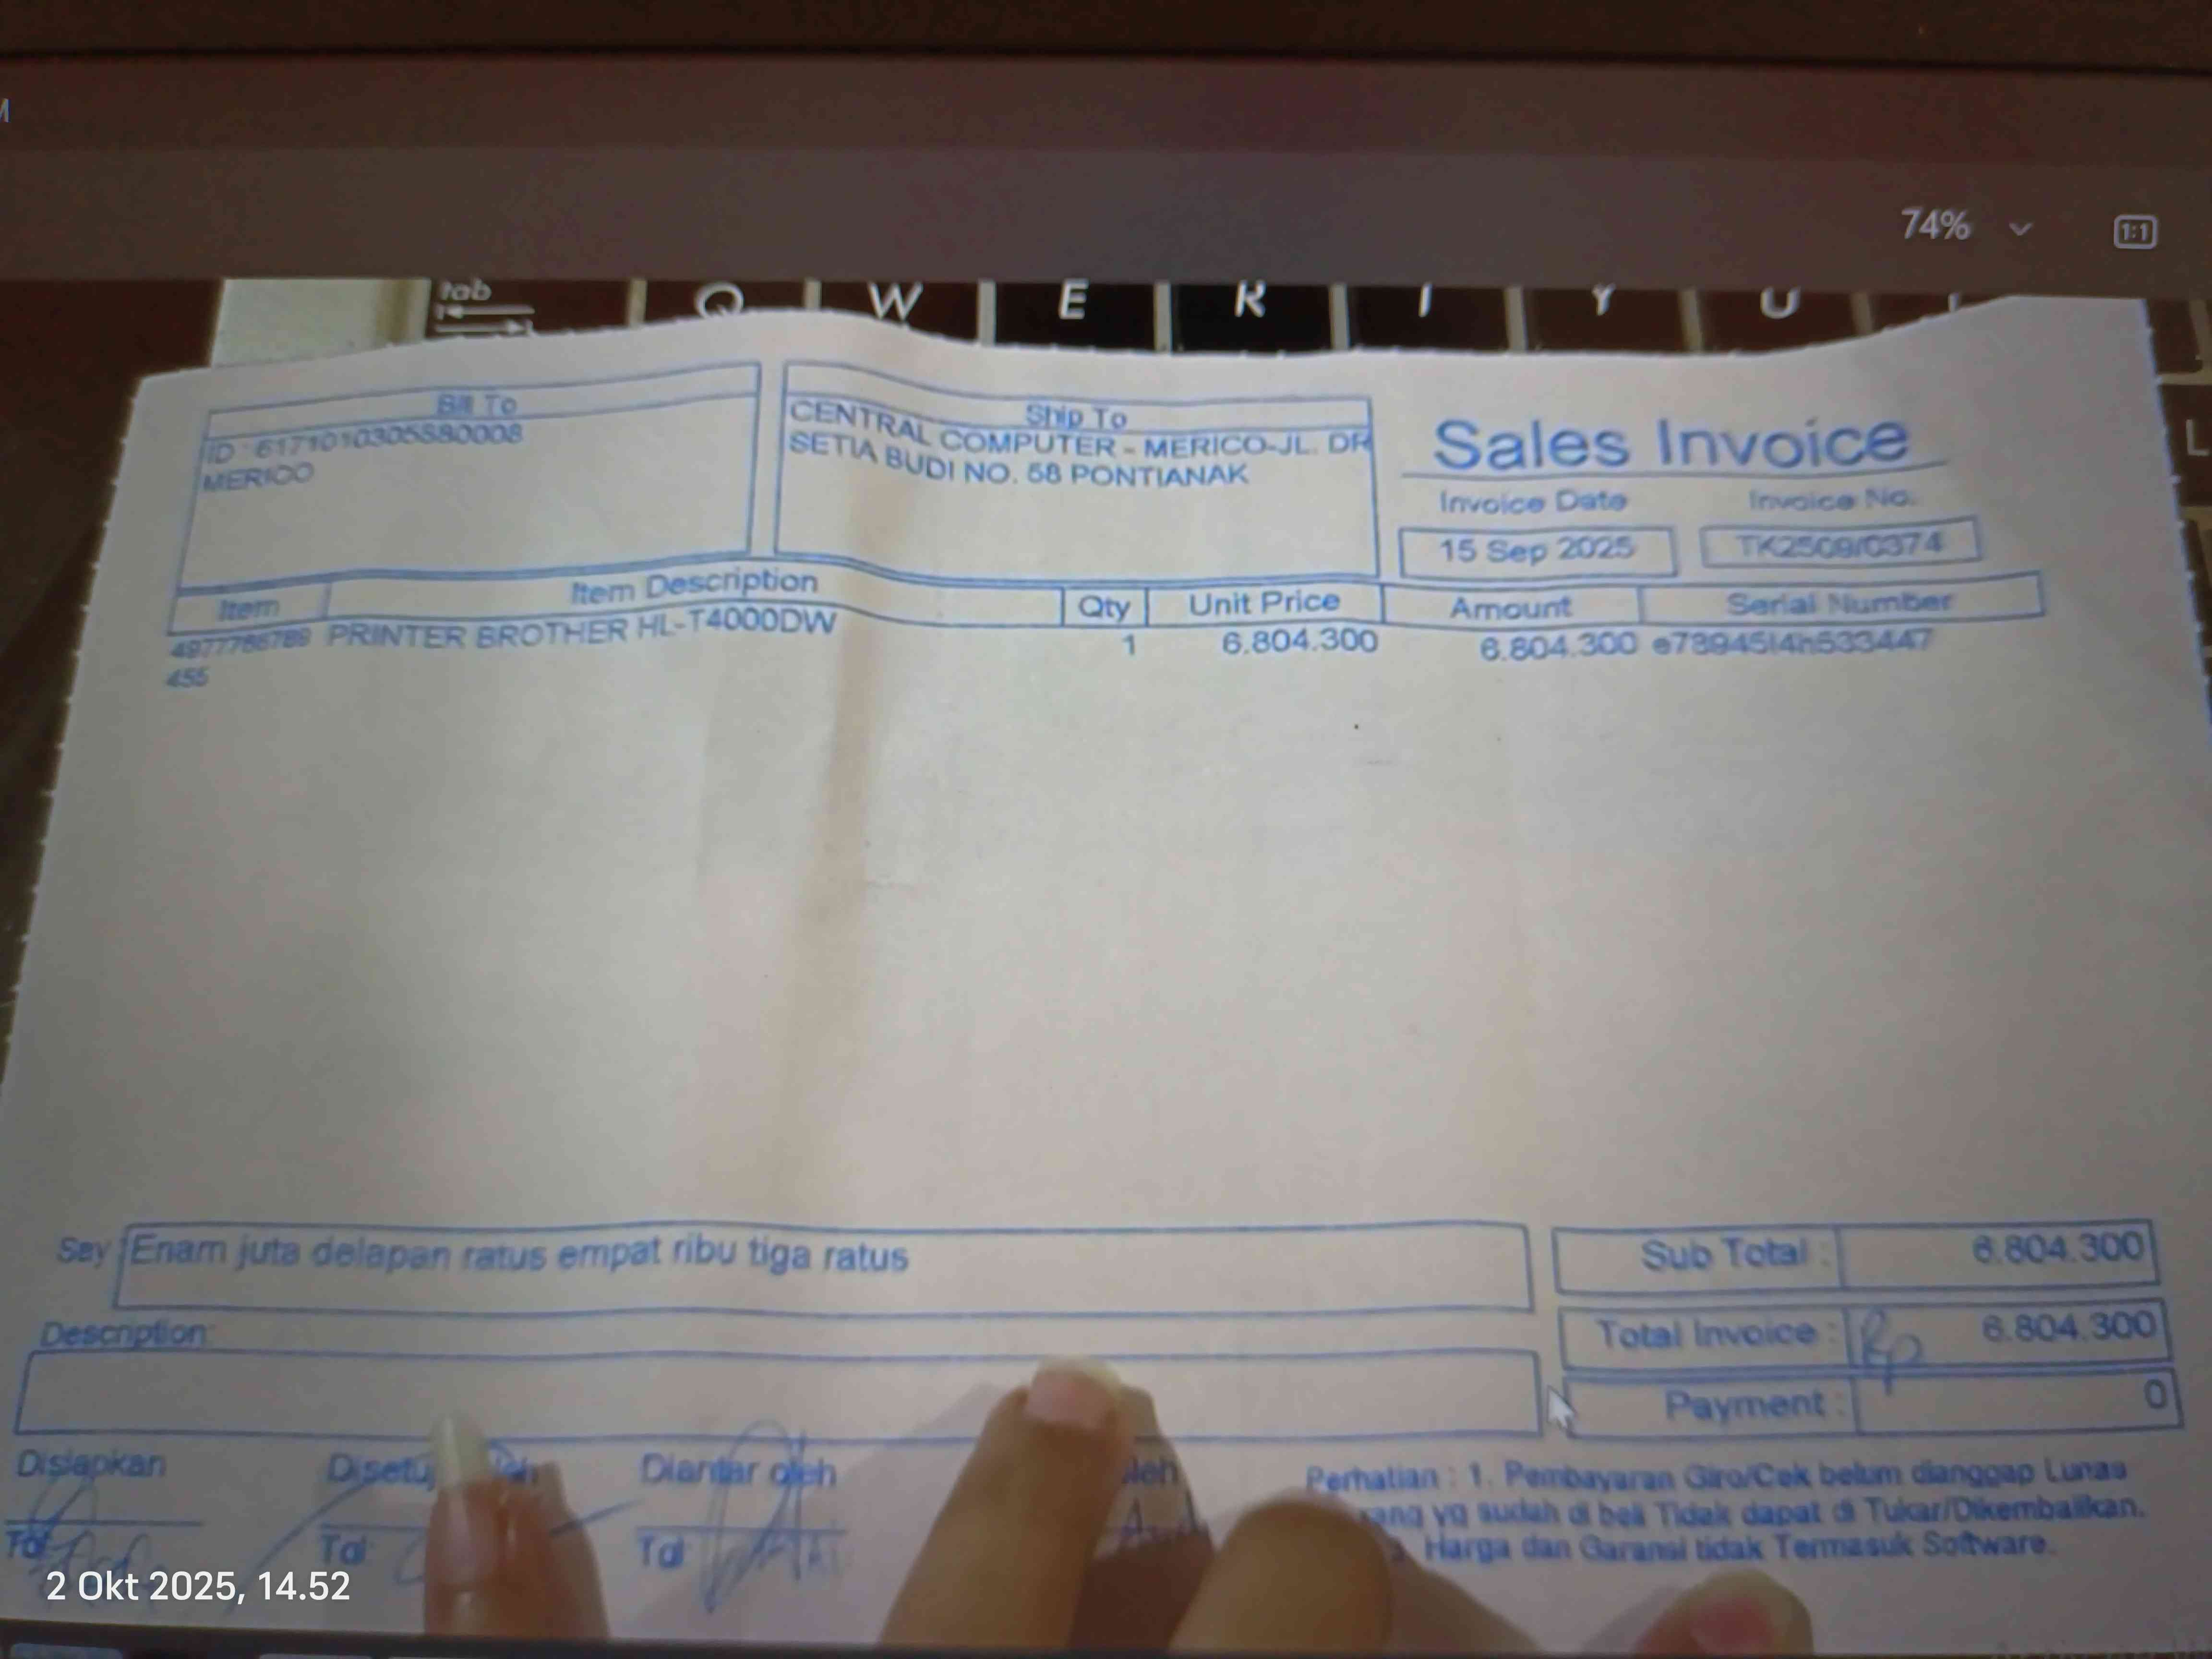 74%
1:1
tab
Q W E R Y U
L
Bill To
MERICO
Ship To
CENTRAL COMPUTER - MERICO-JL. DR
SETIA BUDI NO. 58 PONTIANAK
Sales Invoice
Invoice Date Invoice No.
15 Sep 2025 TK2509/0374
Item Item Description Qty Unit Price Amount Serial Number
PRINTER BROTHER HL-T4000DW 1 6.804.300 6.804.300
455
Say Enam juta delapan ratus empat ribu tiga ratus
Sub Total : 6.804.300
Description:
Total Invoice : Rp 6.804.300
Payment : 0
Disiapkan Diantar oleh
Tgl Tgl Tgl
Perhatian : 1. Pembayaran Giro/Cek belum dianggap Lunas
yg sudah di beli Tidak dapat di Tukar/Dikembalikan.
Harga dan Garansi tidak Termasuk Software.
2 Okt 2025, 14.52